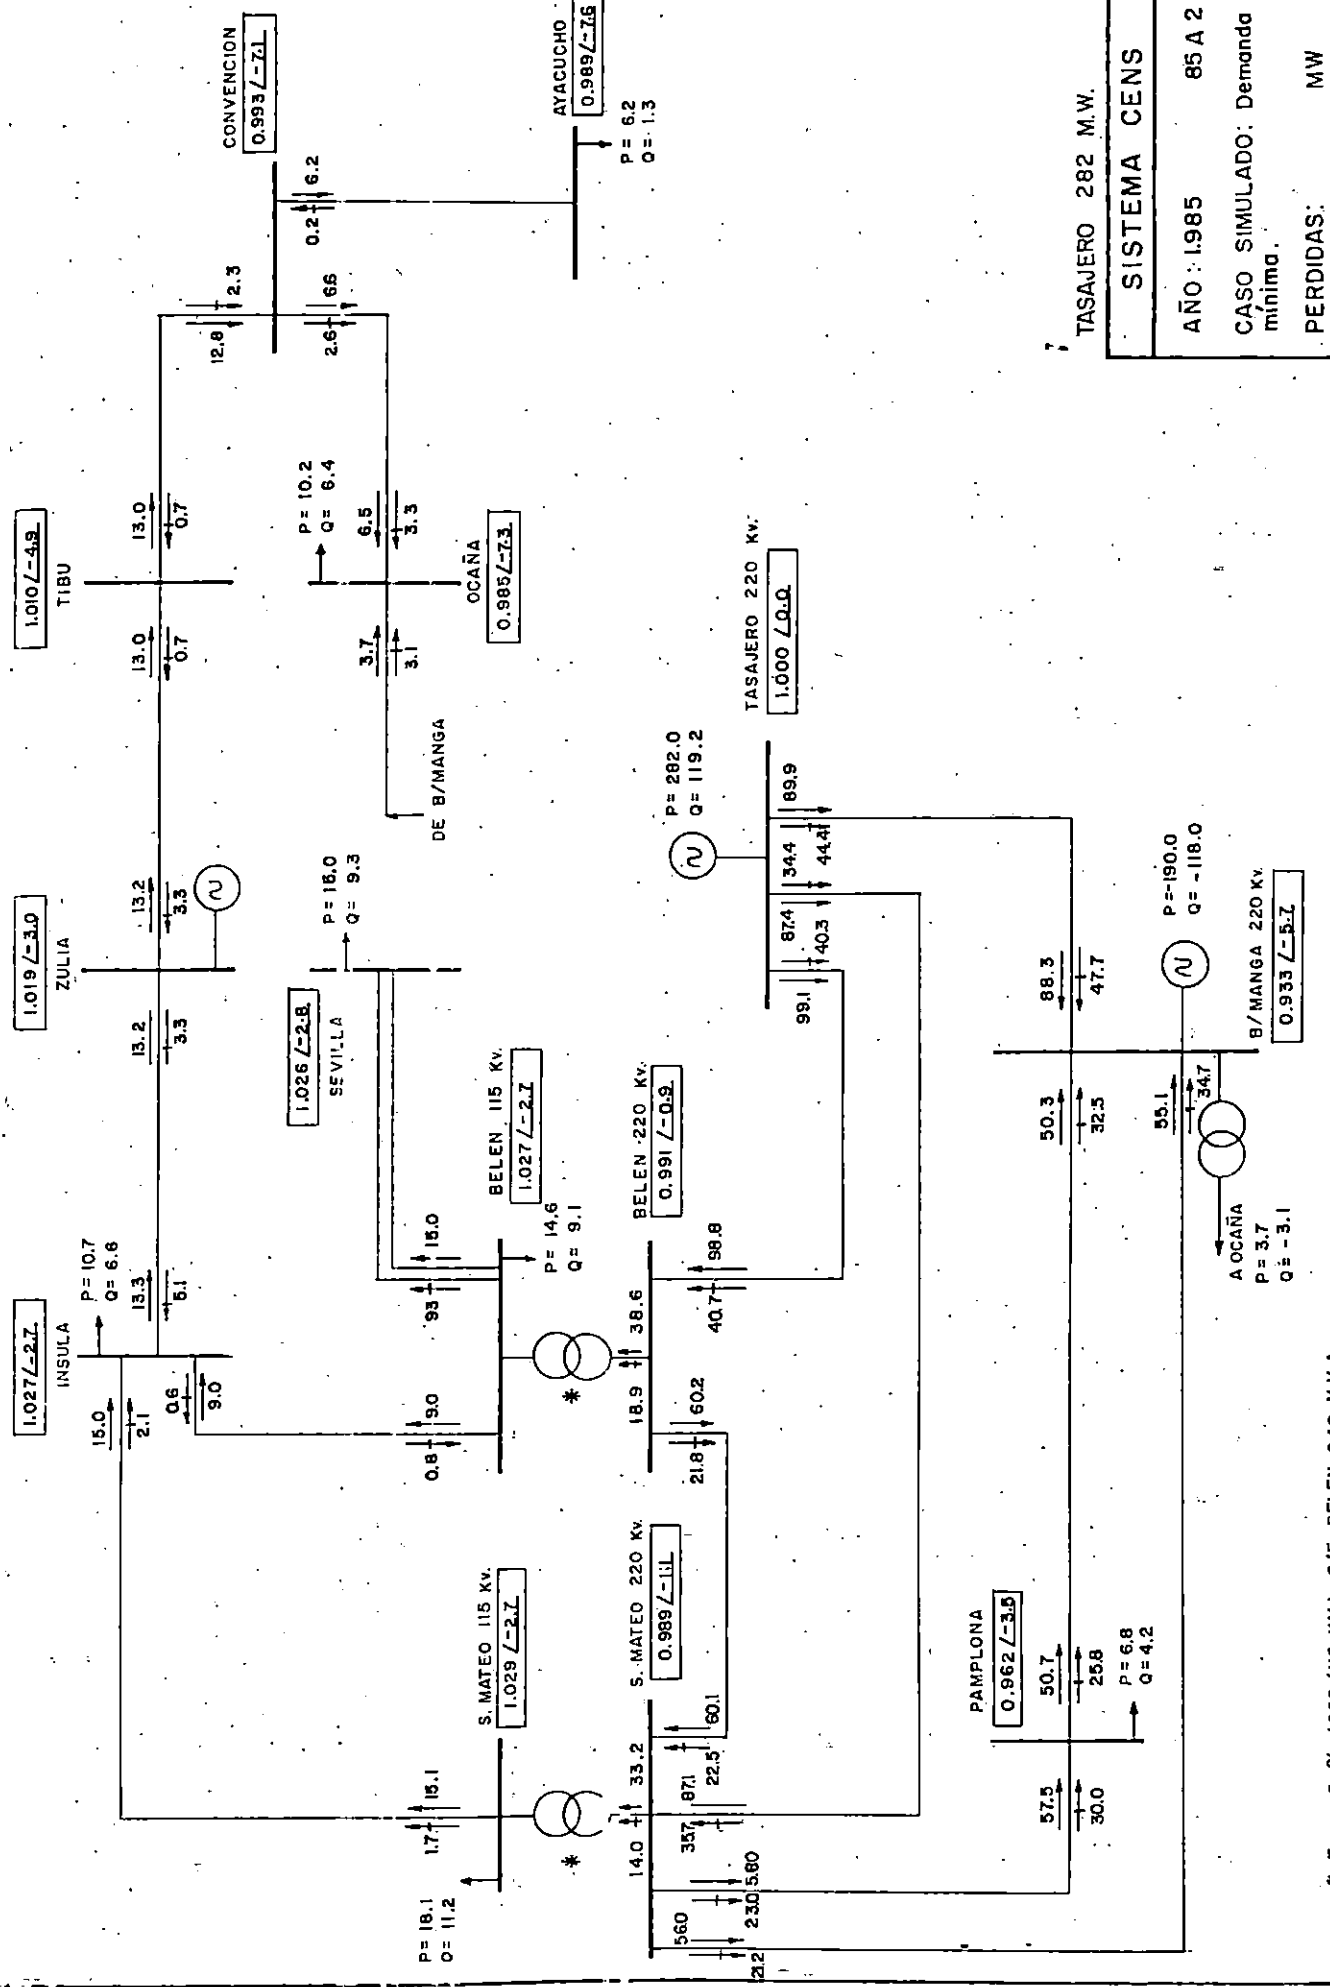 CONVENCION
0.993 /-7.1
AYACUCHO
0.989/-7.6
P= 6.2
Q=-1.3
0.2
6.2
12.8
2.3
2.6
6.6
1.010 /-4.9
TIBU
13.0
0.7
13.0
0.7
P= 10.2
Q= 6.4
6.5
3.3
OCAÑA
0.985/-7.3
3.7
3.1
DE B/MANGA
1.019 /-3.0
ZULIA
13.2
3.3
13.2
3.3
P= 15.0
Q= 9.3
1.026 /-2.8
SEVILLA
1.027/-2.7
INSULA
P= 10.7
Q= 6.6
13.3
5.1
15.0
2.1
0.6
9.0
BELEN 115 Kv.
1.027 /-2.7
P= 14.6
Q= 9.1
93
15.0
0.8
9.0
*
BELEN 220 Kv.
0.991 /-0.9
18.9
38.6
40.7
98.8
21.8
60.2
TASAJERO 220 Kv.
1.000 /0.0
P= 282.0
Q= 119.2
99.1
40.3
87.4
34.4
44.4
89.9
S. MATEO 115 Kv.
1.029 /-2.7
P= 18.1
Q= 11.2
1.7
15.1
*
S. MATEO 220 Kv.
0.989 /-1.1
14.0
33.2
35.7
87.1
22.5
60.1
56.0
21.2
23.0
5.80
PAMPLONA
0.962 /-3.5
57.5
30.0
50.7
25.8
P= 6.8
Q= 4.2
50.3
32.5
88.3
47.7
55.1
34.7
P=-190.0
Q= -118.0
B/MANGA 220 Kv.
0.933 /-5.7
A OCAÑA
P= 3.7
Q= -3.1
TASAJERO 282 M.W.
SISTEMA CENS
AÑO: 1.985 85 A 2
CASO SIMULADO: Demanda
mínima.
PERDIDAS: MW